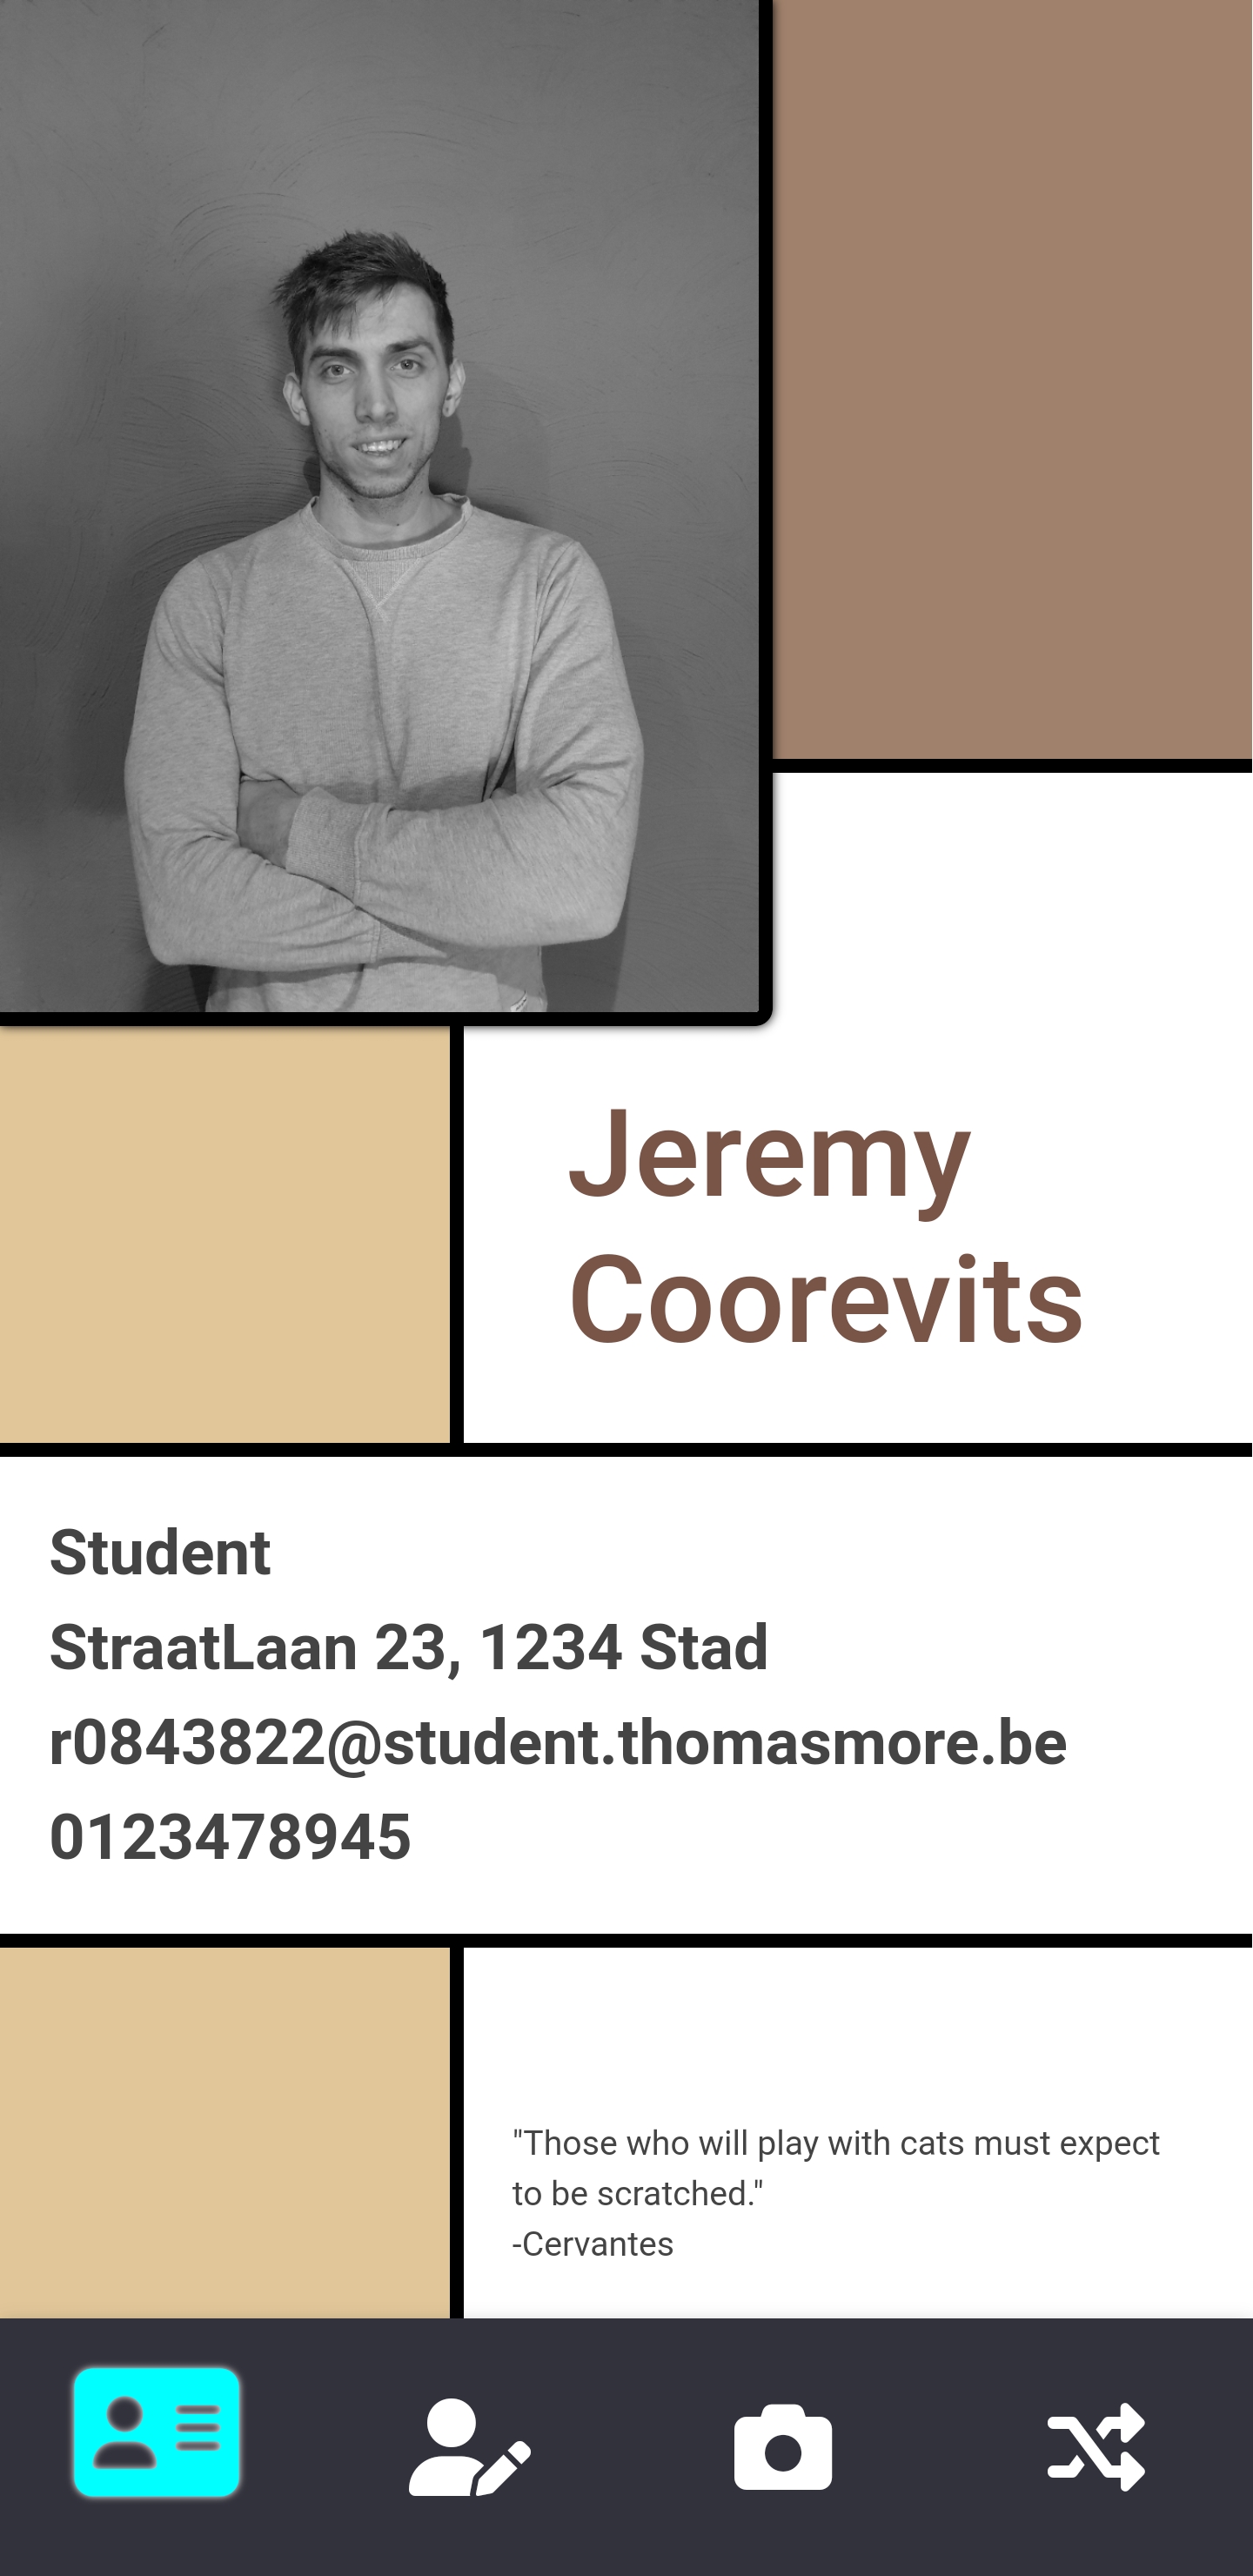 Jeremy
Coorevits
Student
StraatLaan 23, 1234 Stad
r0843822@student.thomasmore.be
0123478945
"Those who will play with cats must expect
to be scratched."
-Cervantes